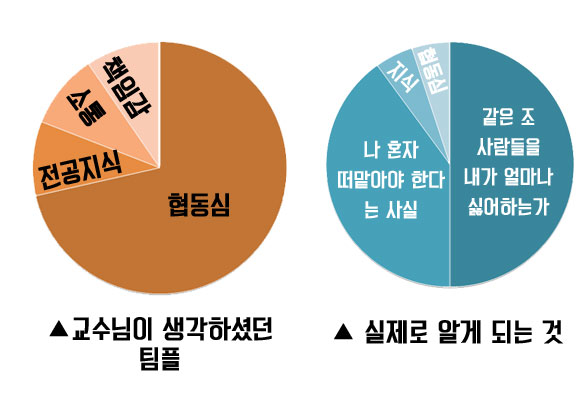 책임감
소통
전공지식
협동심
▲교수님이 생각하셨던
팀플
협동심
지식
나 혼자
떠맡아야 한다
는 사실
같은 조
사람들을
내가 얼마나
싫어하는가
▲ 실제로 알게 되는 것